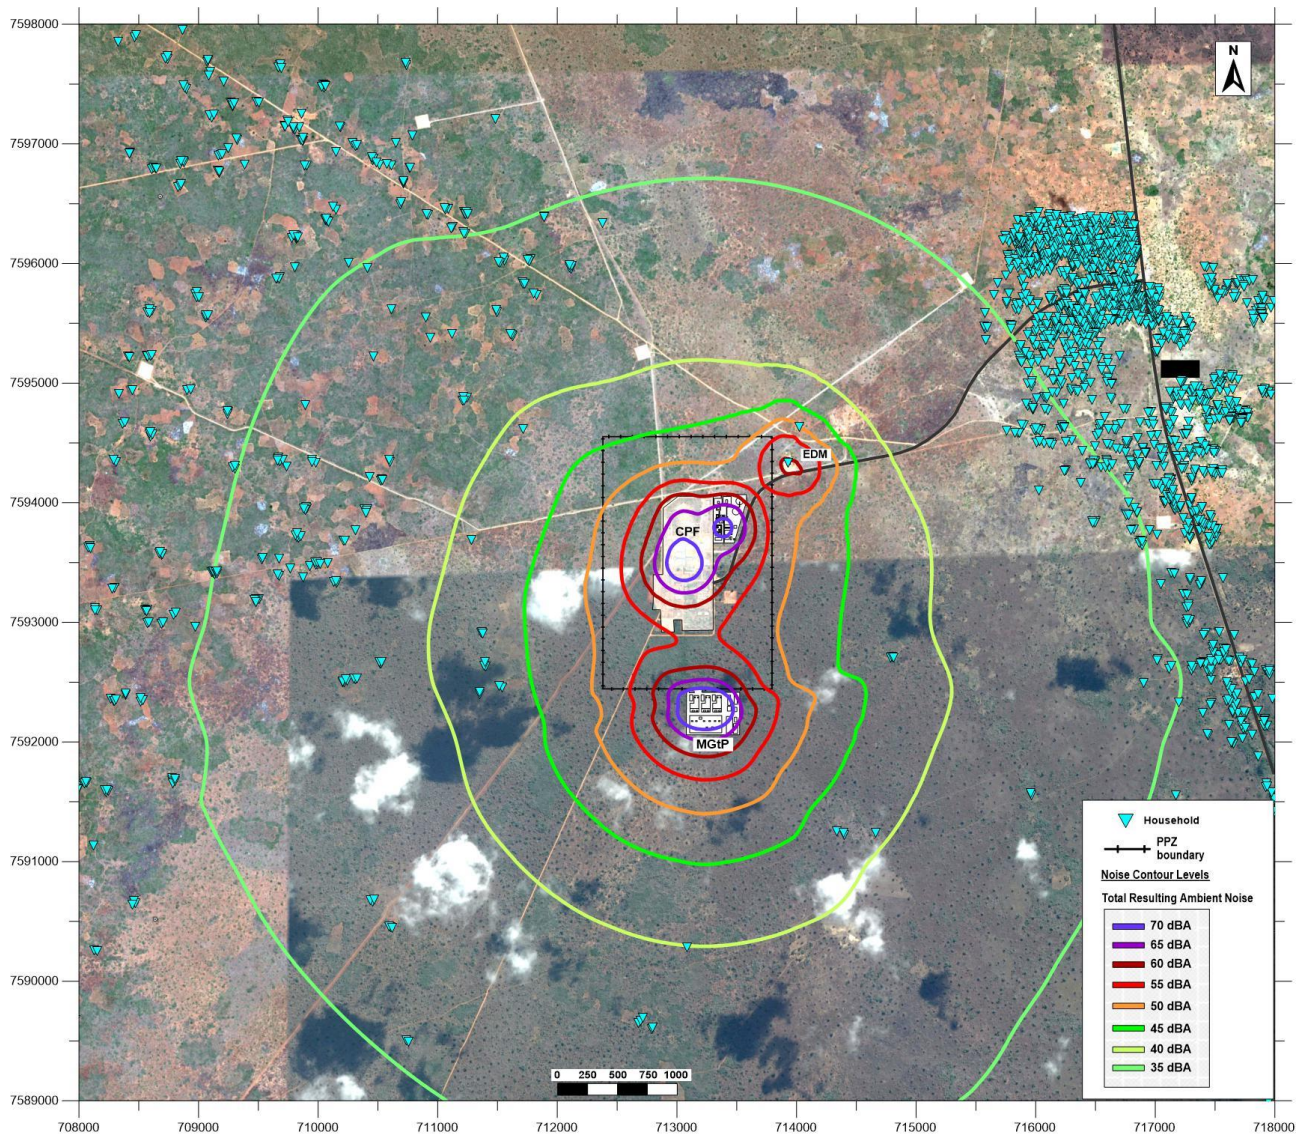 7598000
N
7597000
7596000
7595000
EDM
7594000
CPF
7593000
7592000
MGtP
7591000
Household
PPZ
boundary
Noise Contour Levels
Total Resulting Ambient Noise
70 dBA
65 dBA
60 dBA
55 dBA
50 dBA
45 dBA
40 dBA
35 dBA
7590000
0 250 500 750 1000
7589000
708000 709000 710000 711000 712000 713000 714000 715000 716000 717000 718000